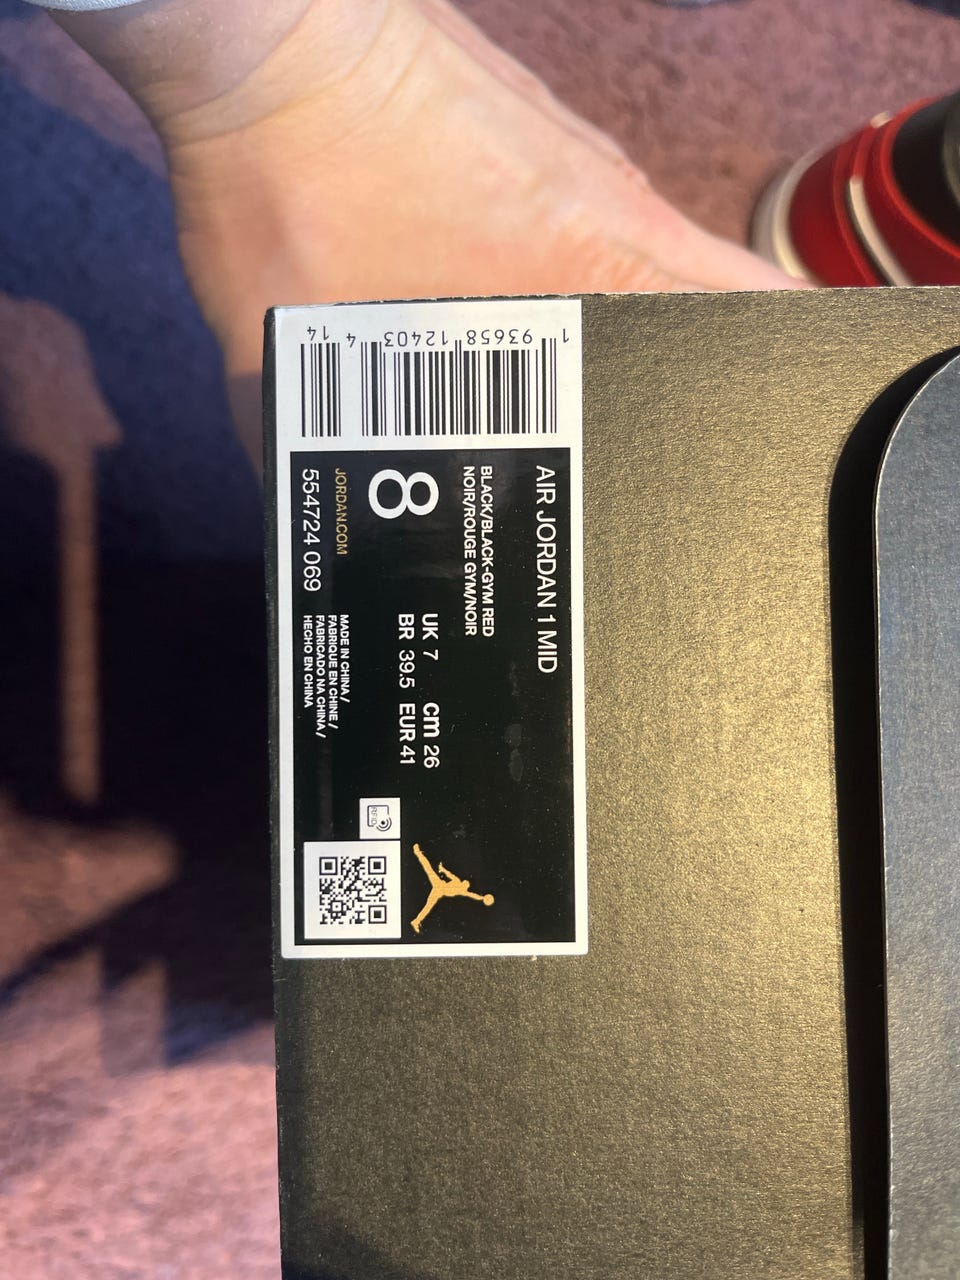 AIR JORDAN 1 MID
BLACK/BLACK-GYM RED
NOIR/ROUGE GYM/NOIR
8
UK 7 cm 26
BR 39.5 EUR 41
JORDAN.COM
554724 069
MADE IN CHINA/
FABRIQUE EN CHINE /
FABRICADO NA CHINA/
HECHO EN CHINA
RFID
1 93658 12403 4 14